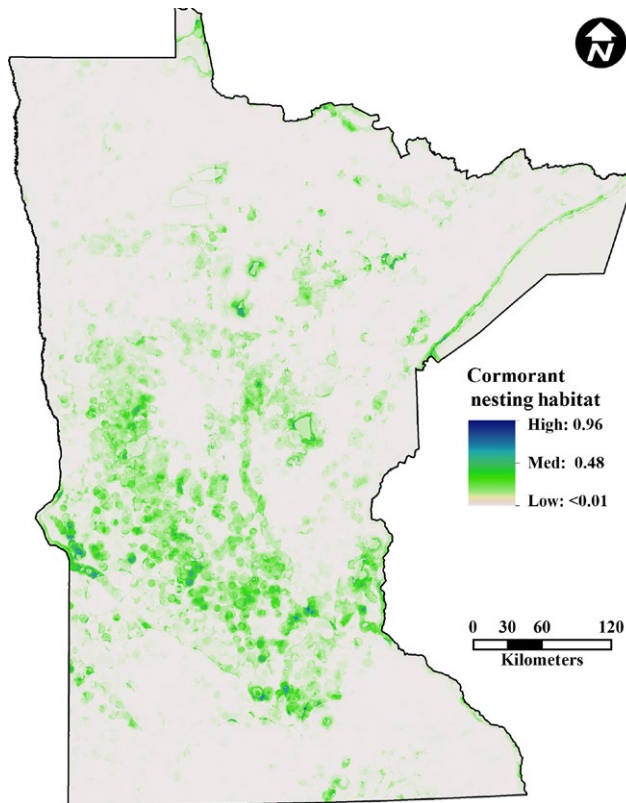 N
Cormorant
nesting habitat
High: 0.96
Med: 0.48
Low: <0.01
0 30 60 120
Kilometers